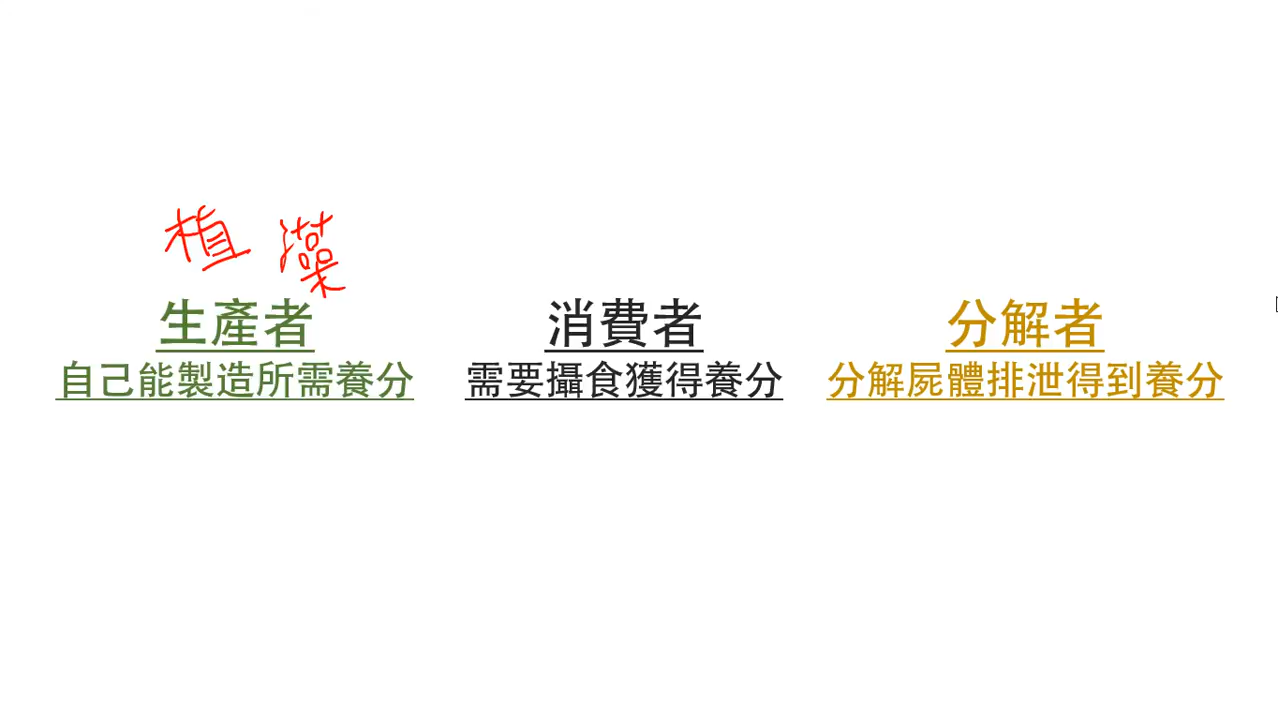 植 藻
生產者
自己能製造所需養分
消費者
需要攝食獲得養分
分解者
分解屍體排泄得到養分